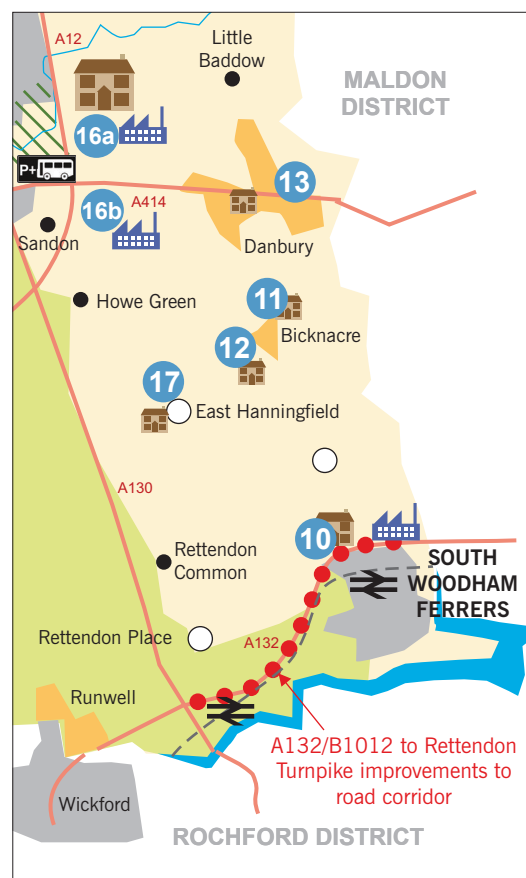 A12
Little
Baddow
MALDON
DISTRICT
16a
P+
13
16b
A414
Sandon
Danbury
11
Howe Green
Bicknacre
12
17
East Hanningfield
A130
10
SOUTH
WOODHAM
FERRERS
Rettendon
Common
Rettendon Place
A132
Runwell
A132/B1012 to Rettendon
Turnpike improvements to
road corridor
Wickford
ROCHFORD DISTRICT